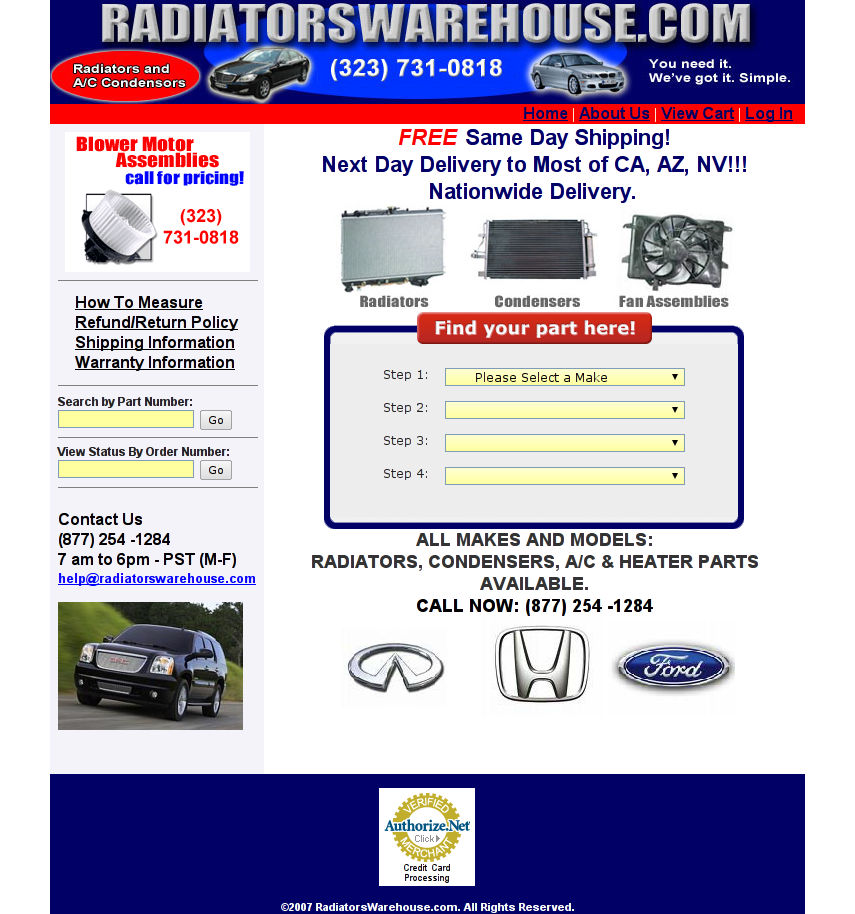 RADIATORSWAREHOUSE.COM
Radiators and
A/C Condensors
(323) 731-0818
You need it.
We've got it. Simple.
Home | About Us | View Cart | Log In
Blower Motor
Assemblies
call for pricing!
(323)
731-0818
How To Measure
Refund/Return Policy
Shipping Information
Warranty Information
Search by Part Number:
Go
View Status By Order Number:
Go
Contact Us
(877) 254 -1284
7 am to 6pm - PST (M-F)
help@radiatorswarehouse.com
FREE Same Day Shipping!
Next Day Delivery to Most of CA, AZ, NV!!!
Nationwide Delivery.
Radiators Condensers Fan Assemblies
Find your part here!
Step 1: Please Select a Make
Step 2:
Step 3:
Step 4:
ALL MAKES AND MODELS:
RADIATORS, CONDENSERS, A/C & HEATER PARTS
AVAILABLE.
CALL NOW: (877) 254 -1284
Ford
VERIFIED
Authorize.Net
Click
MERCHANT
Credit Card
Processing
©2007 RadiatorsWarehouse.com. All Rights Reserved.